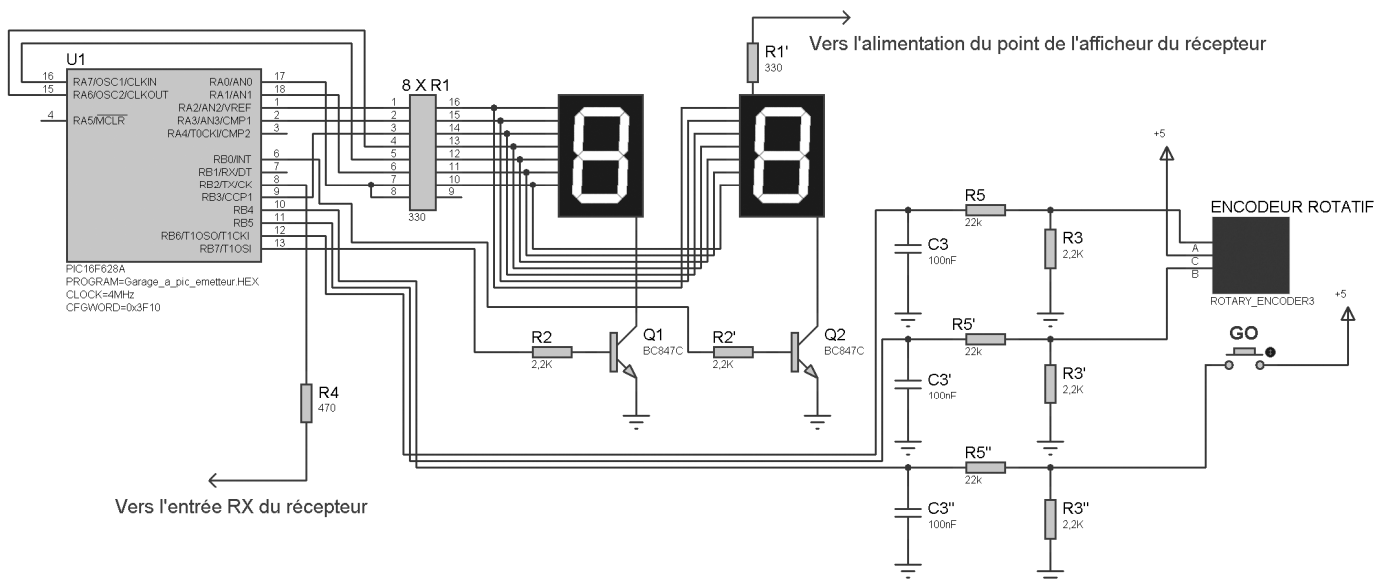 Vers l'alimentation du point de l'afficheur du récepteur
R1'
330
U1
16
15
4
RA7/OSC1/CLKIN
RA6/OSC2/CLKOUT
RA5/MCLR
RA0/AN0
RA1/AN1
RA2/AN2/VREF
RA3/AN3/CMP1
RA4/T0CKI/CMP2
RB0/INT
RB1/RX/DT
RB2/TX/CK
RB3/CCP1
RB4
RB5
RB6/T1OSO/T1CKI
RB7/T1OSI
17
18
1
2
3
6
7
8
9
10
11
12
13
PIC16F628A
PROGRAM=Garage_a_pic_emetteur.HEX
CLOCK=4MHz
CFGWORD=0x3F10
8 X R1
1
2
3
4
5
6
7
8
16
15
14
13
12
11
10
9
330
R2
2,2K
Q1
BC847C
R2'
2,2K
Q2
BC847C
R4
470
Vers l'entrée RX du récepteur
+5
R5
22k
C3
100nF
R3
2,2K
ENCODEUR ROTATIF
A
C
B
ROTARY_ENCODER3
R5'
22k
C3'
100nF
R3'
2,2K
+5
GO
R5"
22k
C3"
100nF
R3"
2,2K